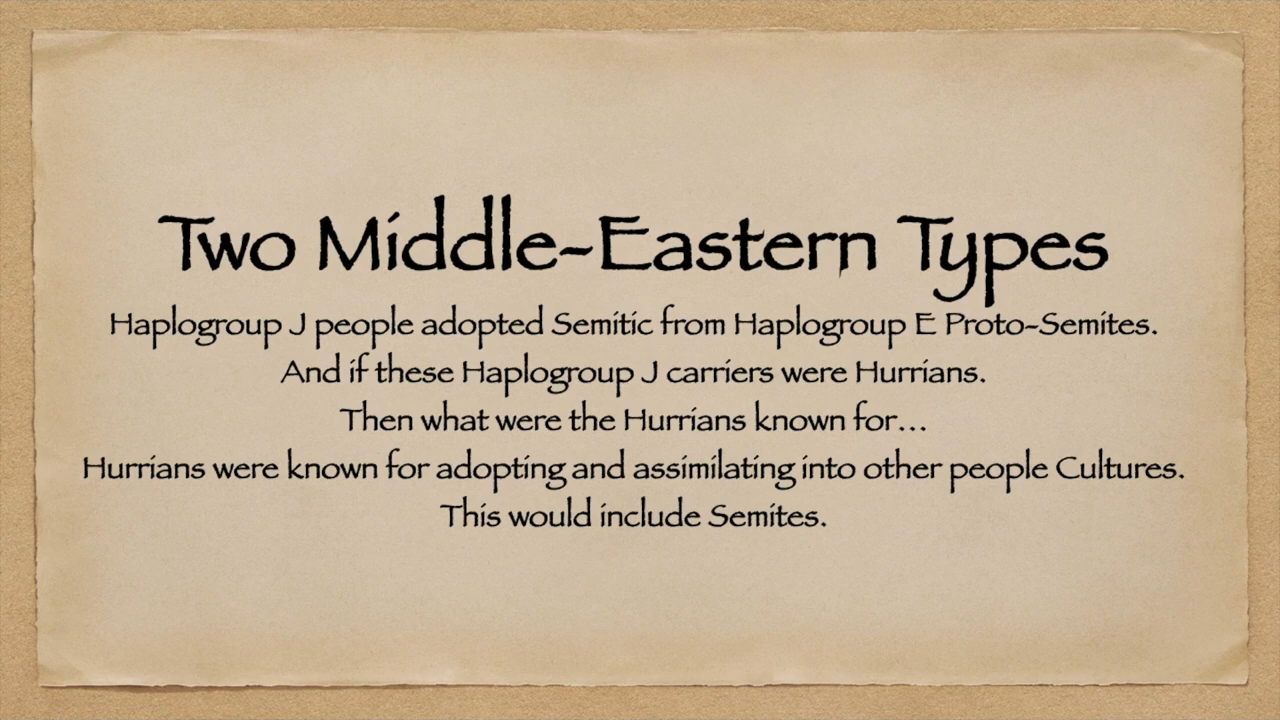 Two Middle-Eastern Types
Haplogroup J people adopted Semitic from Haplogroup E Proto-Semites.
And if these Haplogroup J carriers were Hurrians.
Then what were the Hurrians known for...
Hurrians were known for adopting and assimilating into other people Cultures.
This would include Semites.